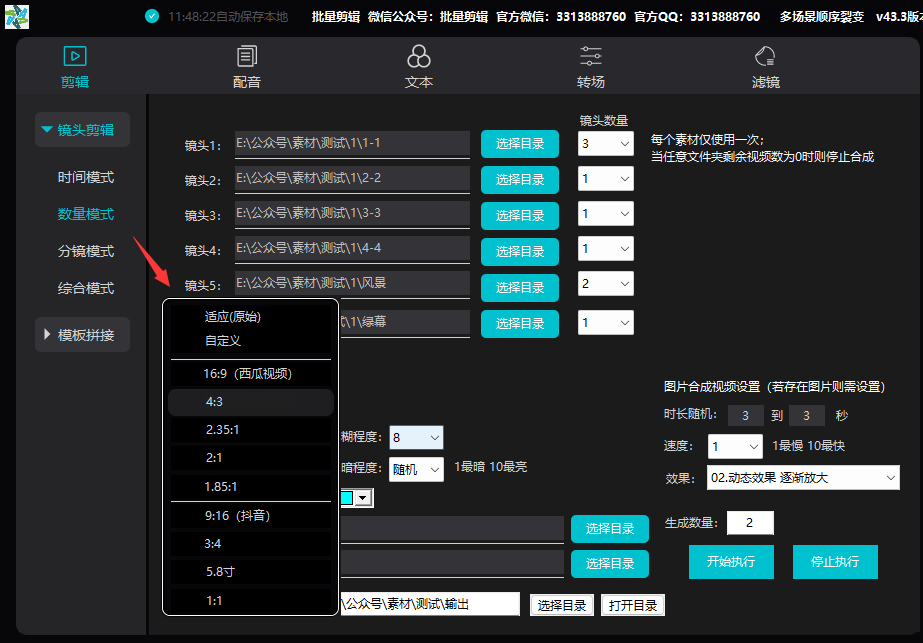 11:48:22自动保存本地 批量剪辑 微信公众号：批量剪辑 官方微信：3313888760 官方QQ：3313888760 多场景顺序裂变 v43.3版
剪辑 配音 文本 转场 滤镜
镜头剪辑
时间模式
数量模式
分镜模式
综合模式
模板拼接
镜头数量
镜头1： E:\公众号\素材\测试\1\1-1 选择目录 3
每个素材仅使用一次；
当任意文件夹剩余视频数为0时则停止合成
镜头2： E:\公众号\素材\测试\1\2-2 选择目录 1
镜头3： E:\公众号\素材\测试\1\3-3 选择目录 1
镜头4： E:\公众号\素材\测试\1\4-4 选择目录 1
镜头5： E:\公众号\素材\测试\1\风景 选择目录 2
式\1\绿幕 选择目录 1
适应(原始)
自定义
16:9（西瓜视频）
4:3
2.35:1
2:1
1.85:1
9:16（抖音）
3:4
5.8寸
1:1
糊程度： 8
暗程度： 随机 1最暗 10最亮
选择目录
选择目录
\公众号\素材\测试\输出 选择目录 打开目录
图片合成视频设置（若存在图片则需设置）
时长随机： 3 到 3 秒
速度： 1 1最慢 10最快
效果： 02.动态效果 逐渐放大
生成数量： 2
开始执行 停止执行